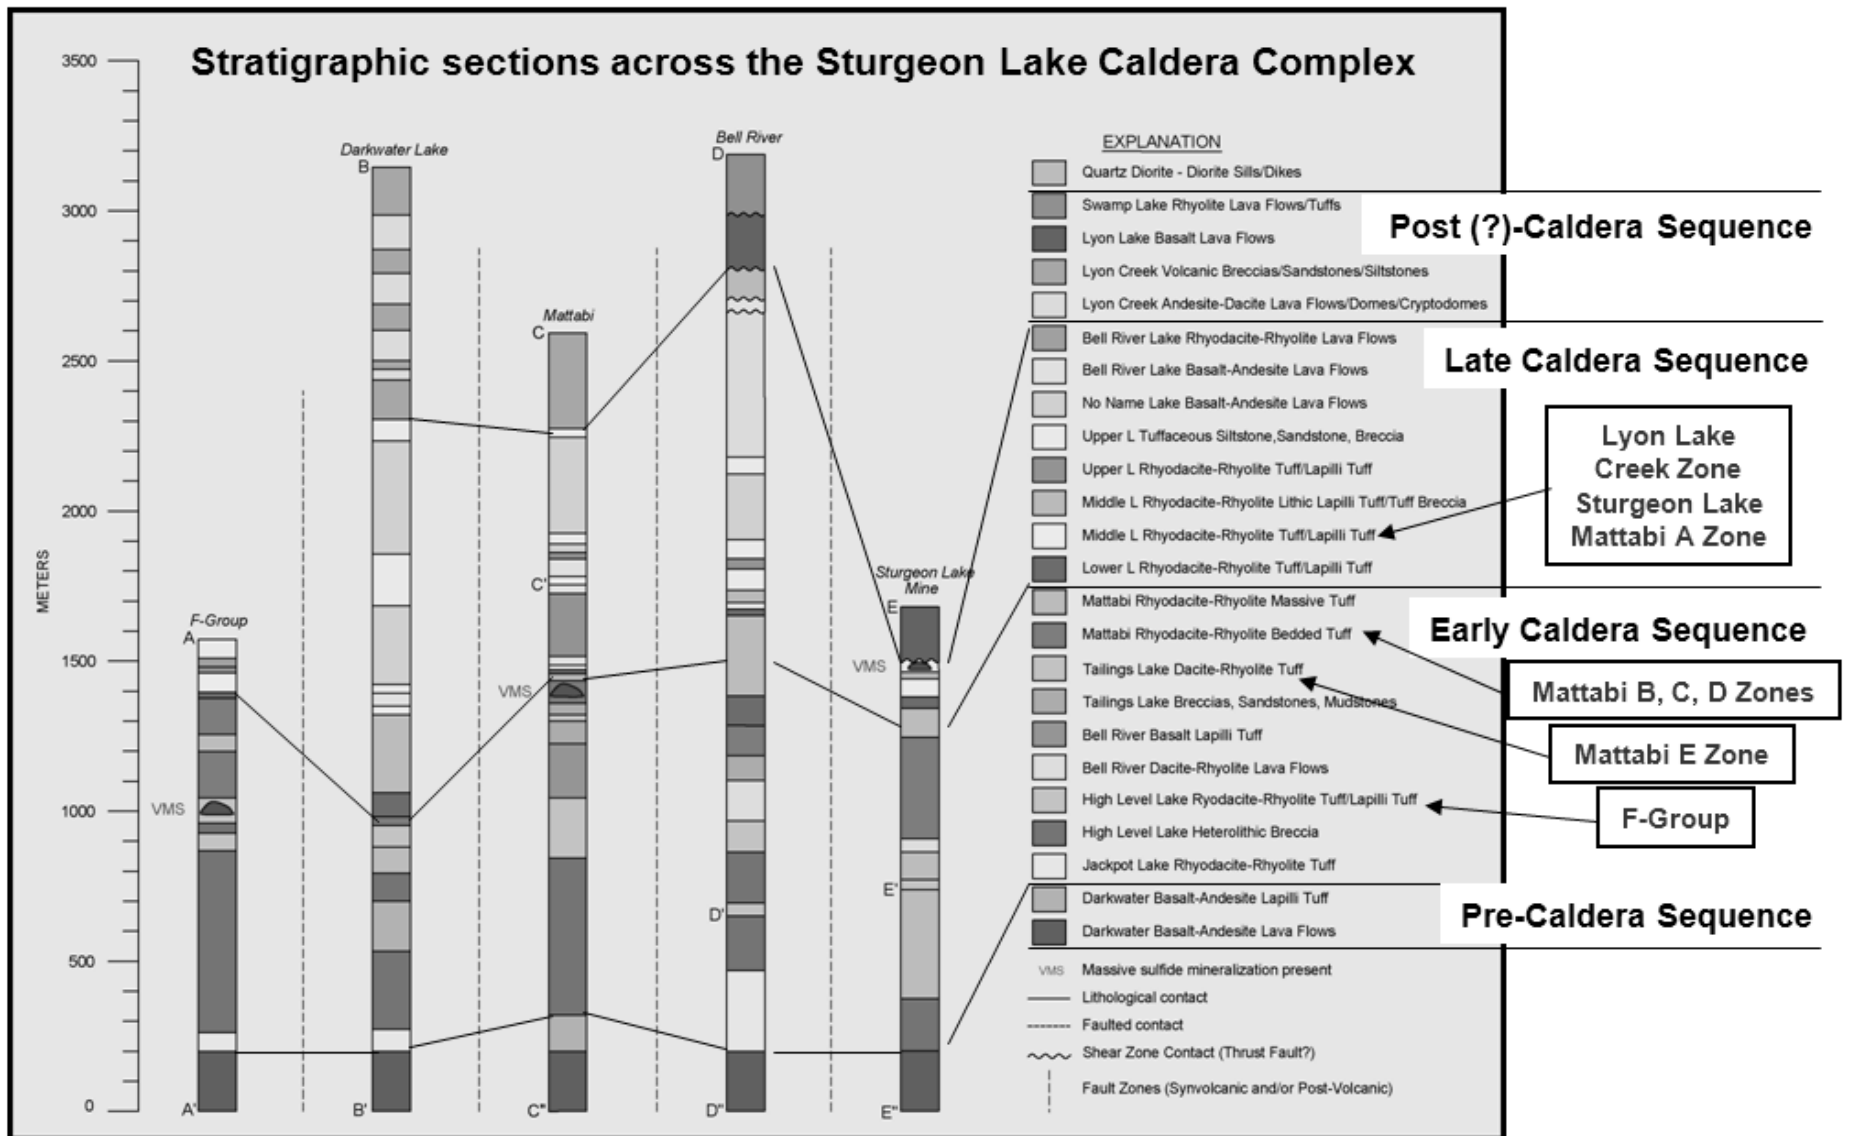 Stratigraphic sections across the Sturgeon Lake Caldera Complex
3500
3000
2500
2000
1500
1000
500
0
METERS
F-Group
A
VMS
A'
Darkwater Lake
B
B'
Mattabi
C
C'
VMS
C"
Bell River
D
D'
D"
Sturgeon Lake
Mine
E
VMS
E'
E"
EXPLANATION
Quartz Diorite - Diorite Sills/Dikes
Swamp Lake Rhyolite Lava Flows/Tuffs
Lyon Lake Basalt Lava Flows
Lyon Creek Volcanic Breccias/Sandstones/Siltstones
Lyon Creek Andesite-Dacite Lava Flows/Domes/Cryptodomes
Bell River Lake Rhyodacite-Rhyolite Lava Flows
Bell River Lake Basalt-Andesite Lava Flows
No Name Lake Basalt-Andesite Lava Flows
Upper L Tuffaceous Siltstone,Sandstone, Breccia
Upper L Rhyodacite-Rhyolite Tuff/Lapilli Tuff
Middle L Rhyodacite-Rhyolite Lithic Lapilli Tuff/Tuff Breccia
Middle L Rhyodacite-Rhyolite Tuff/Lapilli Tuff
Lower L Rhyodacite-Rhyolite Tuff/Lapilli Tuff
Mattabi Rhyodacite-Rhyolite Massive Tuff
Mattabi Rhyodacite-Rhyolite Bedded Tuff
Tailings Lake Dacite-Rhyolite Tuff
Tailings Lake Breccias, Sandstones, Mudstones
Bell River Basalt Lapilli Tuff
Bell River Dacite-Rhyolite Lava Flows
High Level Lake Ryodacite-Rhyolite Tuff/Lapilli Tuff
High Level Lake Heterolithic Breccia
Jackpot Lake Rhyodacite-Rhyolite Tuff
Darkwater Basalt-Andesite Lapilli Tuff
Darkwater Basalt-Andesite Lava Flows
VMS Massive sulfide mineralization present
Lithological contact
Faulted contact
Shear Zone Contact (Thrust Fault?)
Fault Zones (Synvolcanic and/or Post-Volcanic)
Post (?)-Caldera Sequence
Late Caldera Sequence
Lyon Lake
Creek Zone
Sturgeon Lake
Mattabi A Zone
Early Caldera Sequence
Mattabi B, C, D Zones
Mattabi E Zone
F-Group
Pre-Caldera Sequence